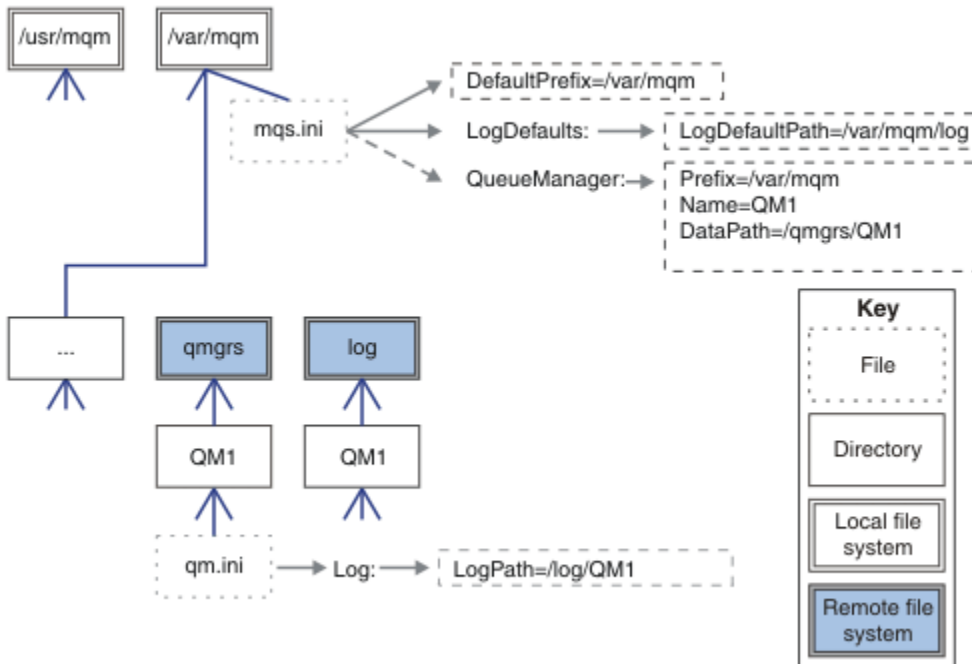 /usr/mqm
/var/mqm
mqs.ini
DefaultPrefix=/var/mqm
LogDefaults:
LogDefaultPath=/var/mqm/log
QueueManager:
Prefix=/var/mqm
Name=QM1
DataPath=/qmgrs/QM1
...
qmgrs
log
QM1
QM1
qm.ini
Log:
LogPath=/log/QM1
Key
File
Directory
Local file
system
Remote file
system